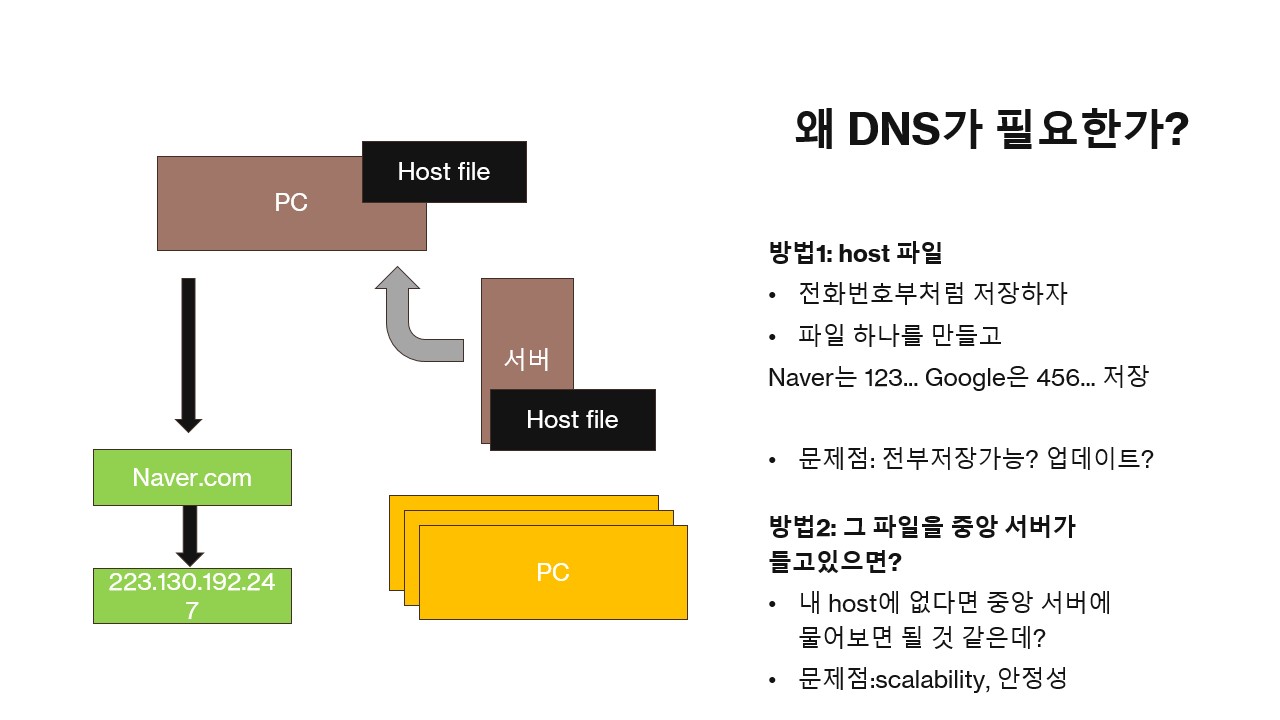 왜 DNS가 필요한가?
Host file
PC
서버
Host file
Naver.com
223.130.192.24
7
PC
방법1: host 파일
• 전화번호부처럼 저장하자
• 파일 하나를 만들고
Naver는 123... Google은 456... 저장
• 문제점: 전부저장가능? 업데이트?
방법2: 그 파일을 중앙 서버가
들고있으면?
• 내 host에 없다면 중앙 서버에
물어보면 될 것 같은데?
• 문제점:scalability, 안정성